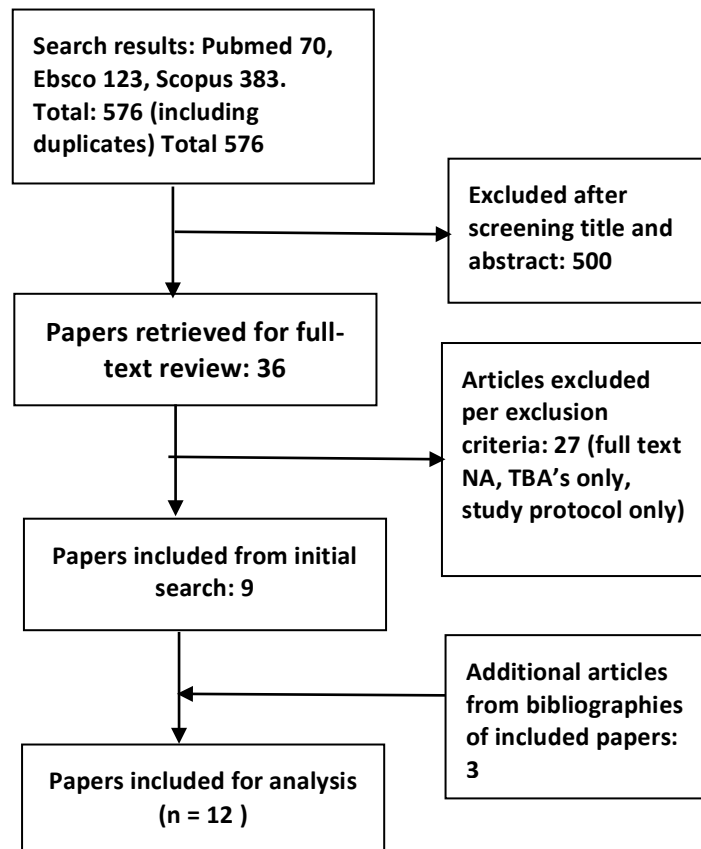 Search results: Pubmed 70,
Ebsco 123, Scopus 383.
Total: 576 (including
duplicates) Total 576
Excluded after
screening title and
abstract: 500
Papers retrieved for full-
text review: 36
Articles excluded
per exclusion
criteria: 27 (full text
NA, TBA’s only,
study protocol only)
Papers included from initial
search: 9
Additional articles
from bibliographies
of included papers:
3
Papers included for analysis
(n = 12 )